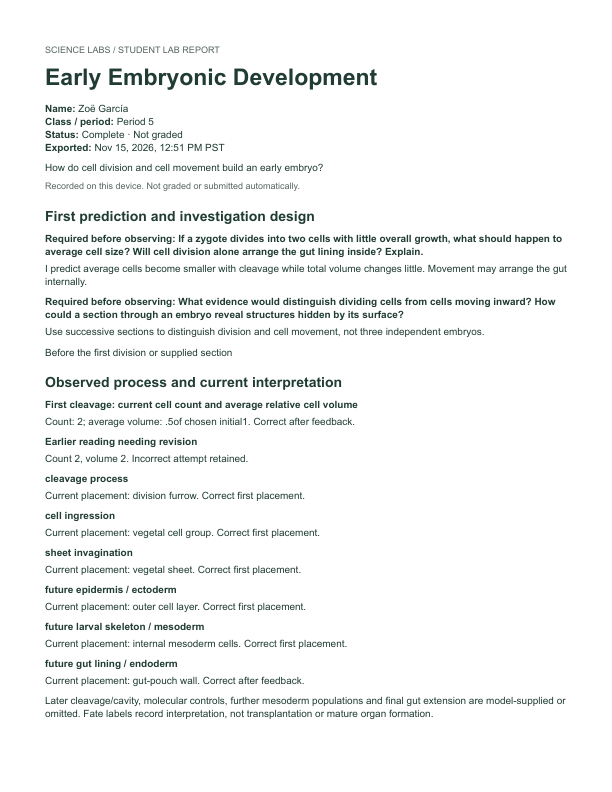 SCIENCE LABS / STUDENT LAB REPORT
Early Embryonic Development
Name: Zoë García
Class / period: Period 5
Status: Complete · Not graded
Exported: Nov 15, 2026, 12:51 PM PST
How do cell division and cell movement build an early embryo?
Recorded on this device. Not graded or submitted automatically.
First prediction and investigation design
Required before observing: If a zygote divides into two cells with little overall growth, what should happen to
average cell size? Will cell division alone arrange the gut lining inside? Explain.
I predict average cells become smaller with cleavage while total volume changes little. Movement may arrange the gut
internally.
Required before observing: What evidence would distinguish dividing cells from cells moving inward? How
could a section through an embryo reveal structures hidden by its surface?
Use successive sections to distinguish division and cell movement, not three independent embryos.
Before the first division or supplied section
Observed process and current interpretation
First cleavage: current cell count and average relative cell volume
Count: 2; average volume: .5of chosen initial1. Correct after feedback.
Earlier reading needing revision
Count 2, volume 2. Incorrect attempt retained.
cleavage process
Current placement: division furrow. Correct first placement.
cell ingression
Current placement: vegetal cell group. Correct first placement.
sheet invagination
Current placement: vegetal sheet. Correct first placement.
future epidermis / ectoderm
Current placement: outer cell layer. Correct first placement.
future larval skeleton / mesoderm
Current placement: internal mesoderm cells. Correct first placement.
future gut lining / endoderm
Current placement: gut-pouch wall. Correct after feedback.
Later cleavage/cavity, molecular controls, further mesoderm populations and final gut extension are model-supplied or
omitted. Fate labels record interpretation, not transplantation or mature organ formation.